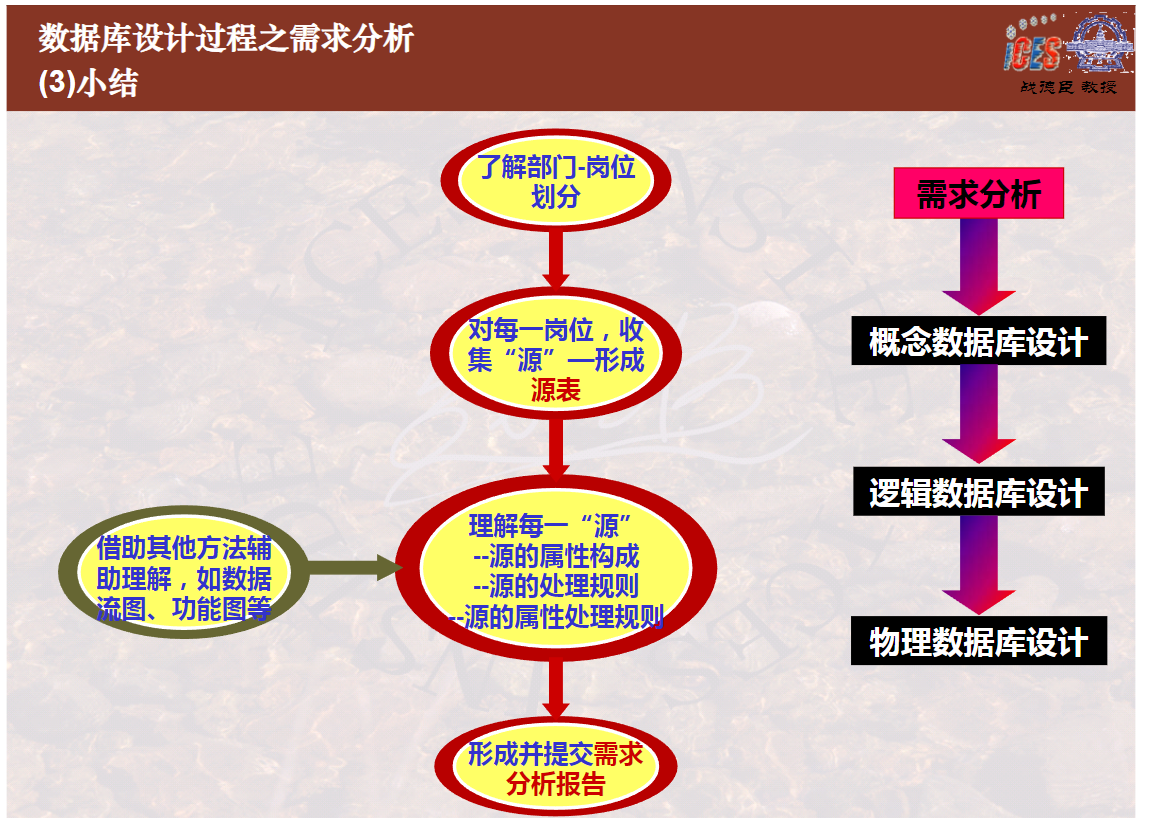 数据库设计过程之需求分析
(3)小结
iCES
战德臣 教授
了解部门-岗位
划分
对每一岗位，收
集“源”—形成
源表
理解每一“源”
--源的属性构成
--源的处理规则
--源的属性处理规则
借助其他方法辅
助理解，如数据
流图、功能图等
形成并提交需求
分析报告
需求分析
概念数据库设计
逻辑数据库设计
物理数据库设计